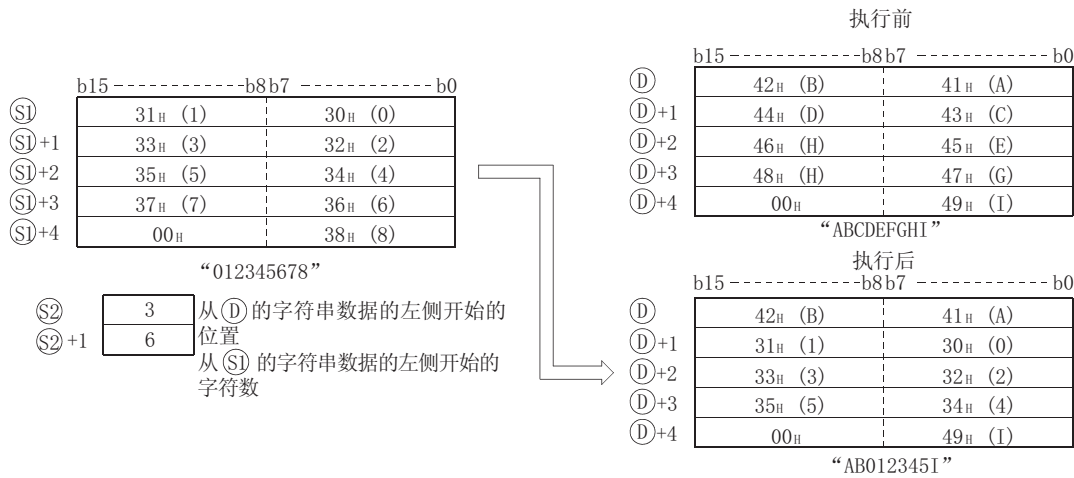 b15 b8 b7 b0
Ⓢ1 31H (1) 30H (0)
Ⓢ1+1 33H (3) 32H (2)
Ⓢ1+2 35H (5) 34H (4)
Ⓢ1+3 37H (7) 36H (6)
Ⓢ1+4 00H 38H (8)
“012345678”
Ⓢ2 3 从Ⓓ的字符串数据的左侧开始的
位置
Ⓢ2+1 6
从Ⓢ1的字符串数据的左侧开始的
字符数
执行前
b15 b8 b7 b0
Ⓓ 42H (B) 41H (A)
Ⓓ+1 44H (D) 43H (C)
Ⓓ+2 46H (H) 45H (E)
Ⓓ+3 48H (H) 47H (G)
Ⓓ+4 00H 49H (I)
“ABCDEFGHI”
执行后
b15 b8 b7 b0
Ⓓ 42H (B) 41H (A)
Ⓓ+1 31H (1) 30H (0)
Ⓓ+2 33H (3) 32H (2)
Ⓓ+3 35H (5) 34H (4)
Ⓓ+4 00H 49H (I)
“AB012345I”